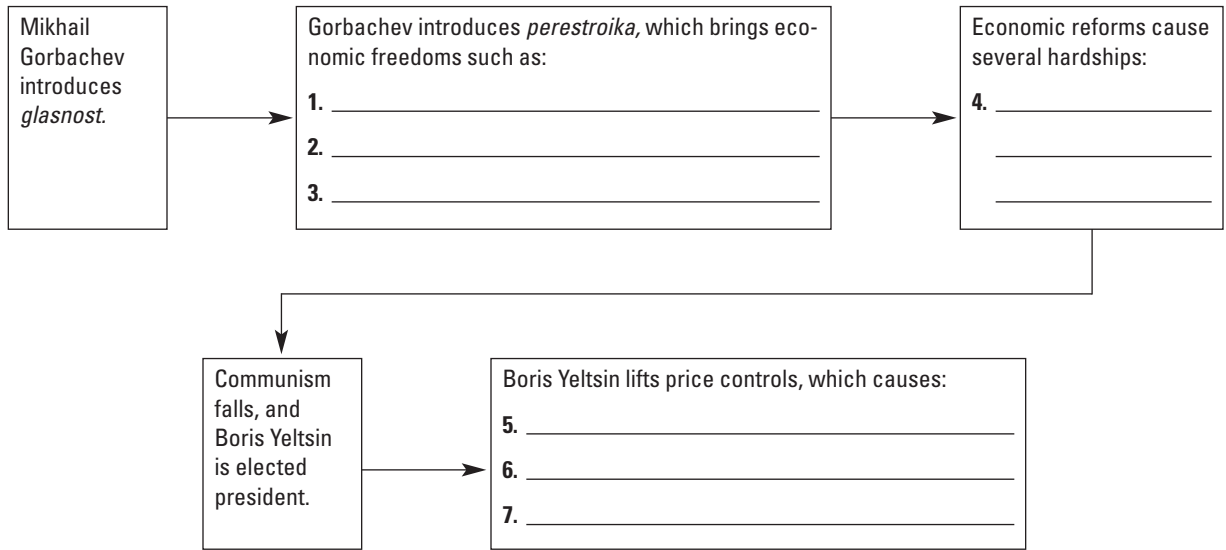 Mikhail
Gorbachev
introduces
glasnost.
Gorbachev introduces perestroika, which brings eco-
nomic freedoms such as:
1.
2.
3.
Economic reforms cause
several hardships:
4.
Communism
falls, and
Boris Yeltsin
is elected
president.
Boris Yeltsin lifts price controls, which causes:
5.
6.
7.